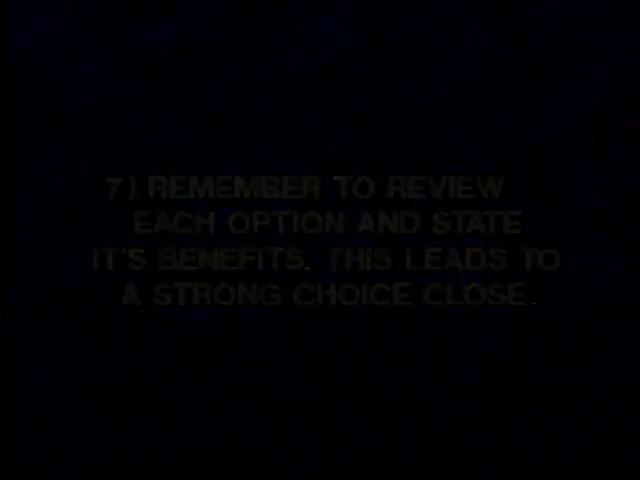 7) REMEMBER TO REVIEW
EACH OPTION AND STATE
IT'S BENEFITS. THIS LEADS TO
A STRONG CHOICE CLOSE.